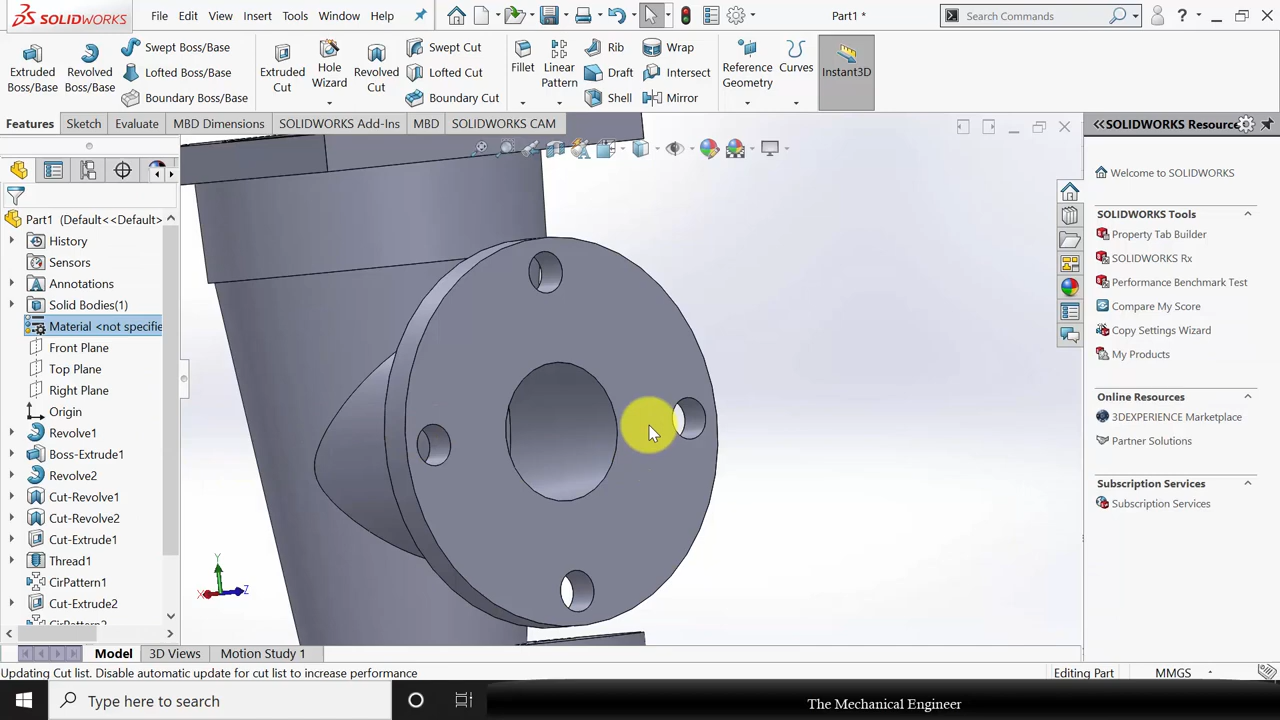 SOLIDWORKS File Edit View Insert Tools Window Help Part1 * Search Commands ?
Extruded Boss/Base
Revolved Boss/Base
Swept Boss/Base
Lofted Boss/Base
Boundary Boss/Base
Extruded Cut
Hole Wizard
Revolved Cut
Swept Cut
Lofted Cut
Boundary Cut
Fillet
Linear Pattern
Rib
Draft
Shell
Wrap
Intersect
Mirror
Reference Geometry
Curves
Instant3D
Features Sketch Evaluate MBD Dimensions SOLIDWORKS Add-Ins MBD SOLIDWORKS CAM
Part1 (Default<<Default>
History
Sensors
Annotations
Solid Bodies(1)
Material <not specifie
Front Plane
Top Plane
Right Plane
Origin
Revolve1
Boss-Extrude1
Revolve2
Cut-Revolve1
Cut-Revolve2
Cut-Extrude1
Thread1
CirPattern1
Cut-Extrude2
CirPattern2
Y
X Z
SOLIDWORKS Resource
Welcome to SOLIDWORKS
SOLIDWORKS Tools
Property Tab Builder
SOLIDWORKS Rx
Performance Benchmark Test
Compare My Score
Copy Settings Wizard
My Products
Online Resources
3DEXPERIENCE Marketplace
Partner Solutions
Subscription Services
Subscription Services
Model 3D Views Motion Study 1
Updating Cut list. Disable automatic update for cut list to increase performance Editing Part MMGS
Type here to search
The Mechanical Engineer